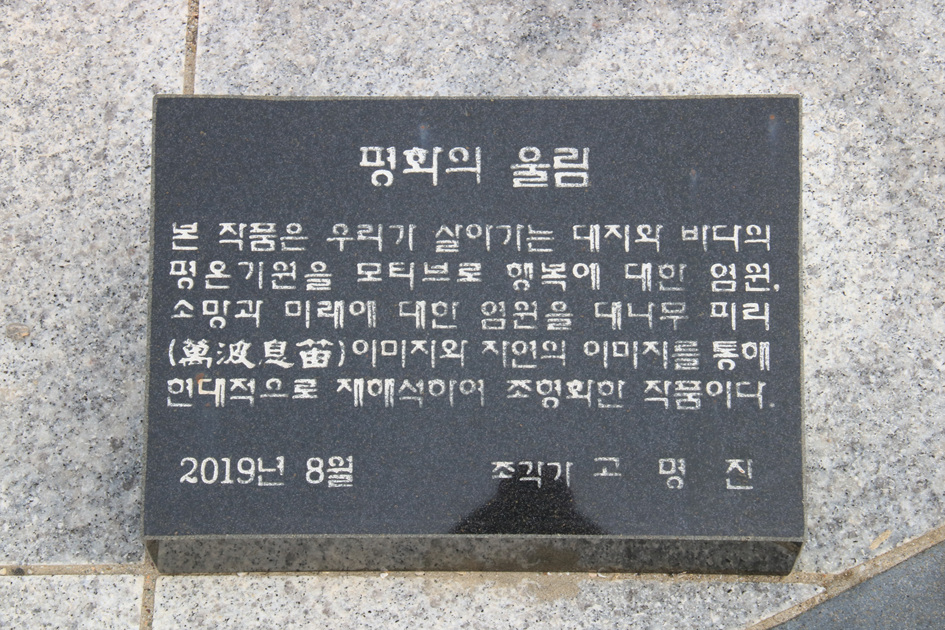 평화의 울림
본 작품은 우리가 살아가는 대지와 바다의
평온기원을 모티브로 행복에 대한 염원,
소망과 미래에 대한 염원을 대나무 피리
(萬波息笛)이미지와 자연의 이미지를 통해
현대적으로 재해석하여 조형화한 작품이다.
2019년 8월 조각가 고 명 진